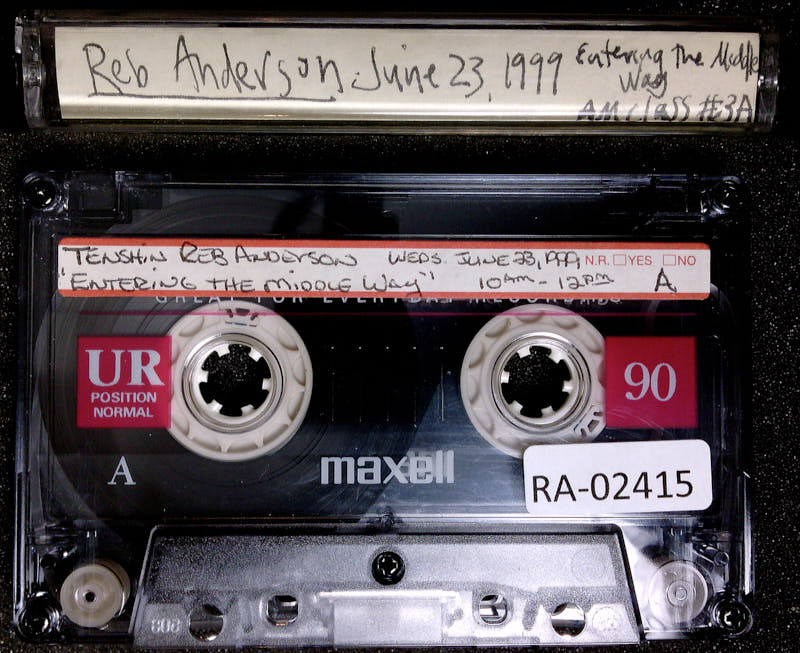 Reb Anderson June 23, 1999 Entering The Middle
Way
AM class #3A
TENSHIN REB ANDERSON WEDS. JUNE 23, 1999 N.R. YES NO
"ENTERING THE MIDDLE WAY" 10AM - 12PM A
GREAT FOR EVERYDAY RECORDING
UR
POSITION
NORMAL
90
A
maxell
RA-02415